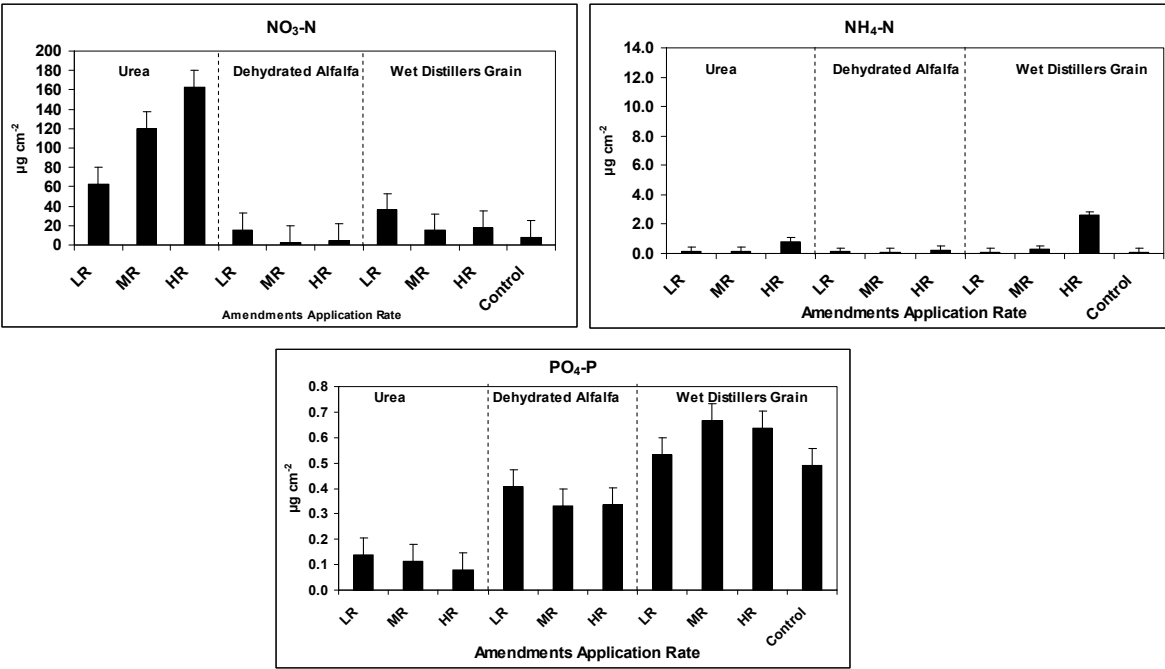 NO₃-N
200
180
160
140
120
100
80
60
40
20
0
µg cm⁻²
Urea
Dehydrated Alfalfa
Wet Distillers Grain
LR
MR
HR
LR
MR
HR
LR
MR
HR
Control
Amendments Application Rate
NH₄-N
14.0
12.0
10.0
8.0
6.0
4.0
2.0
0.0
µg cm⁻²
Urea
Dehydrated Alfalfa
Wet Distillers Grain
LR
MR
HR
LR
MR
HR
LR
MR
HR
Control
Amendments Application Rate
PO₄-P
0.8
0.7
0.6
0.5
0.4
0.3
0.2
0.1
0.0
µg cm⁻²
Urea
Dehydrated Alfalfa
Wet Distillers Grain
LR
MR
HR
LR
MR
HR
LR
MR
HR
Control
Amendments Application Rate